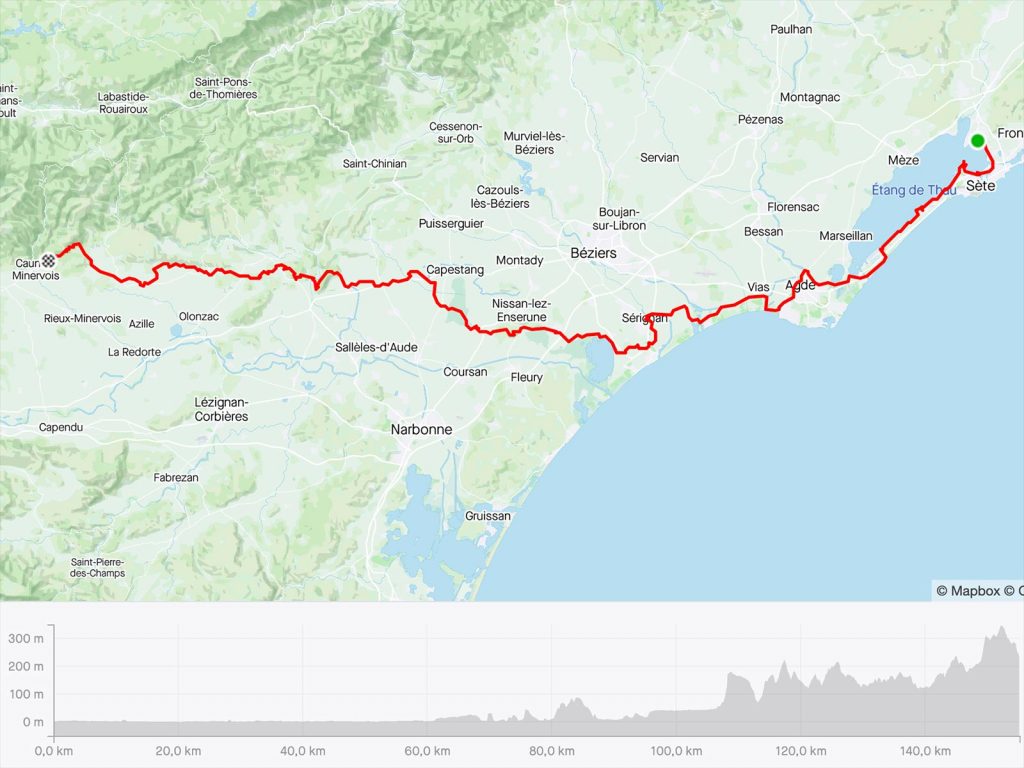 Paulhan
Saint-Pons-
de-Thomières
Labastide-
Rouairoux
Montagnac
Pézenas
Cessenon-
sur-Orb
Murviel-lès-
Béziers
Fron
Saint-Chinian
Servian
Mèze
Étang de Thau
Sète
Cazouls-
lès-Béziers
Florensac
Puisserguier
Boujan-
sur-Libron
Bessan
Marseillan
Béziers
Montady
Capestang
Caun
Minervois
Vias
Agde
Nissan-lez-
Enserune
Sérignan
Rieux-Minervois
Azille
Olonzac
La Redorte
Sallèles-d'Aude
Coursan
Fleury
Lézignan-
Corbières
Capendu
Narbonne
Fabrezan
Gruissan
Saint-Pierre-
des-Champs
© Mapbox ©
300 m
200 m
100 m
0 m
0,0 km 20,0 km 40,0 km 60,0 km 80,0 km 100,0 km 120,0 km 140,0 km